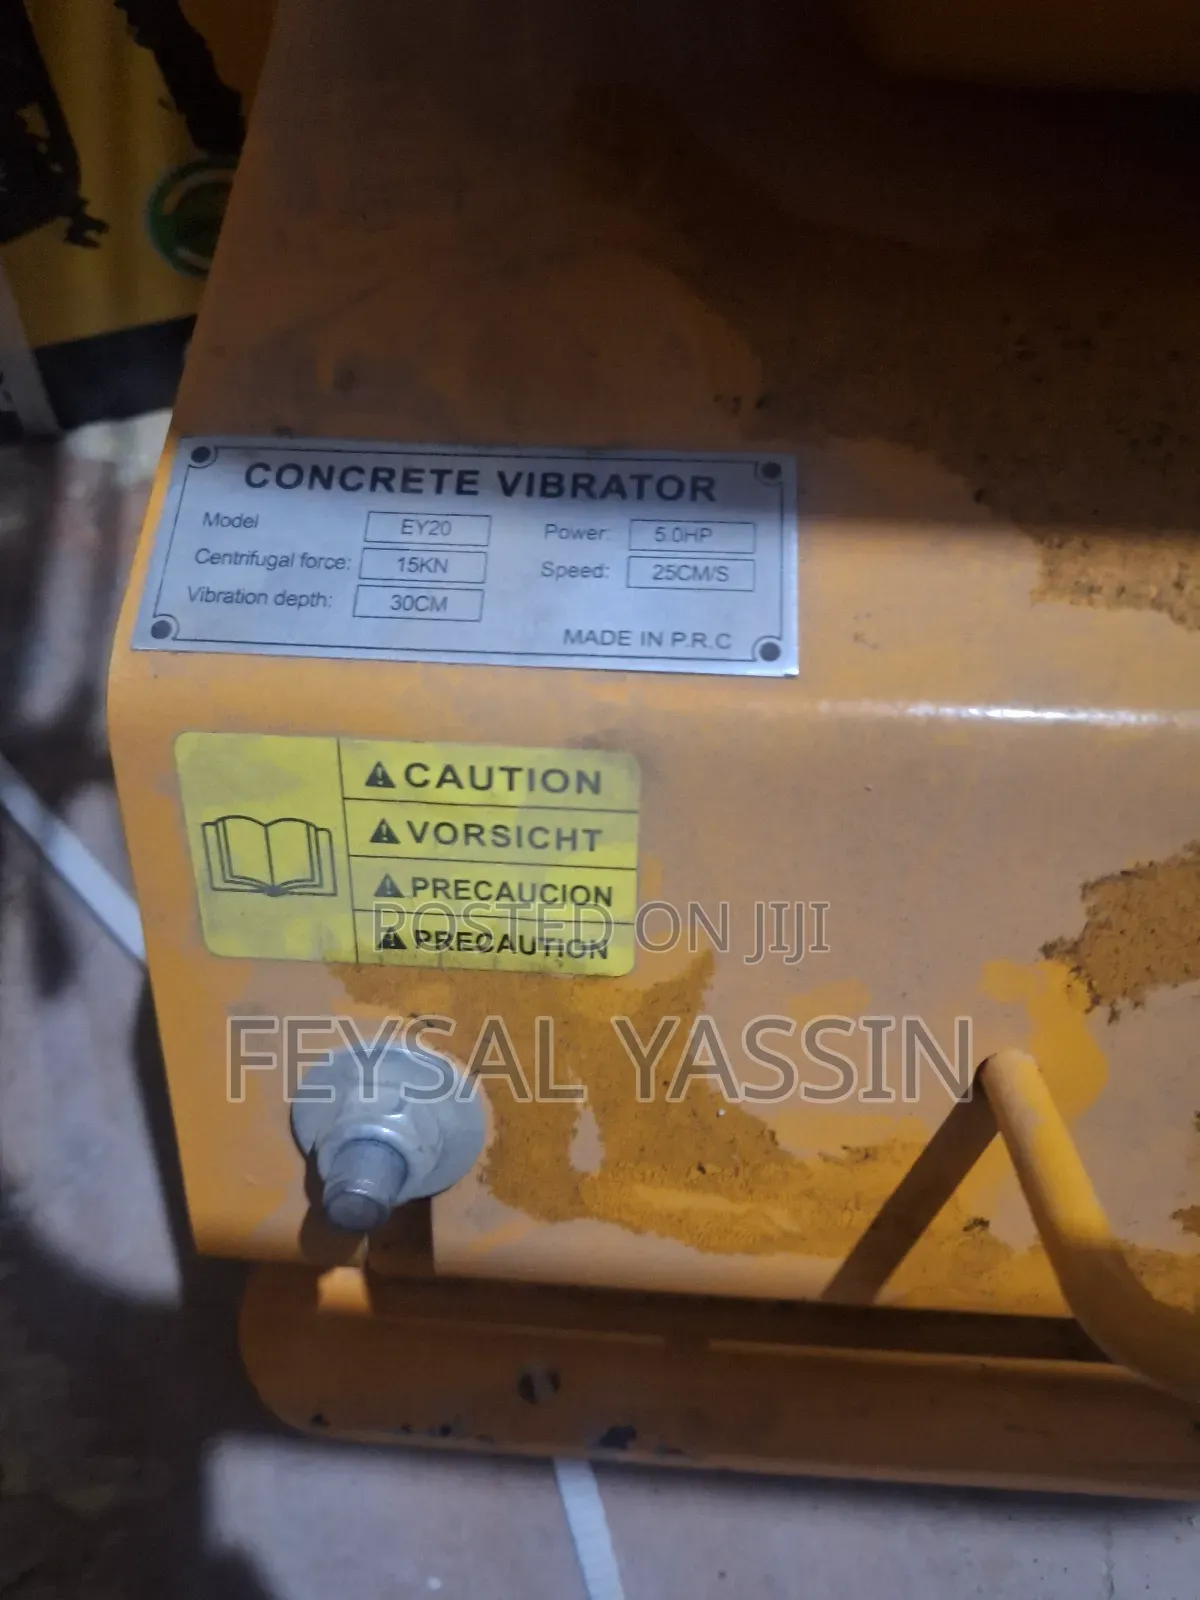 CONCRETE VIBRATOR
Model EY20 Power: 5.0HP
Centrifugal force: 15KN Speed: 25CM/S
Vibration depth: 30CM
MADE IN P.R.C
CAUTION
VORSICHT
PRECAUCION
PRECAUTION
POSTED ON JIJI
FEYSAL YASSIN